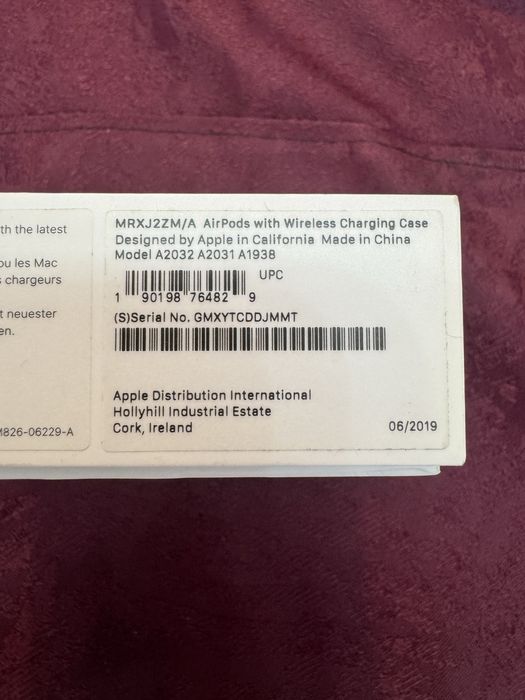 th the latest
ou les Mac
s chargeurs
t neuester
en.
M826-06229-A
MRXJ2ZM/A AirPods with Wireless Charging Case
Designed by Apple in California Made in China
Model A2032 A2031 A1938
UPC
1 90198 76482 9
(S)Serial No. GMXYTCDDJMMT
Apple Distribution International
Hollyhill Industrial Estate
Cork, Ireland
06/2019